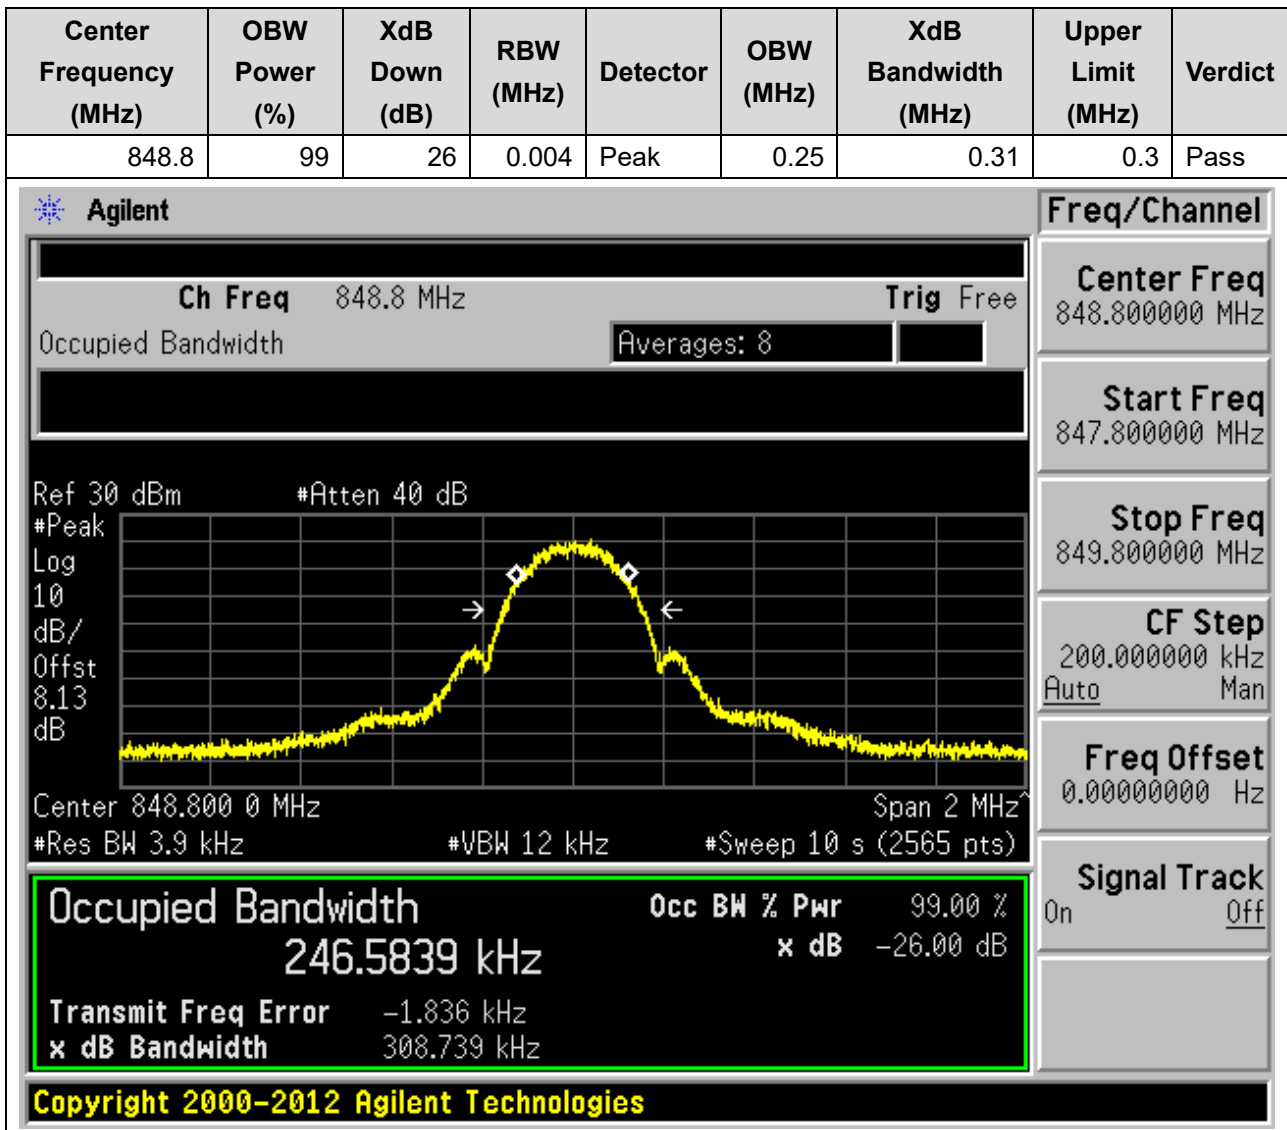 Center Frequency (MHz) OBW Power (%) XdB Down (dB) RBW (MHz) Detector OBW (MHz) XdB Bandwidth (MHz) Upper Limit (MHz) Verdict
848.8 99 26 0.004 Peak 0.25 0.31 0.3 Pass
Agilent
Freq/Channel
Ch Freq 848.8 MHz Trig Free
Occupied Bandwidth Averages: 8
Ref 30 dBm #Atten 40 dB
#Peak
Log
10
dB/
Offst
8.13
dB
Center 848.800 0 MHz Span 2 MHz^
#Res BW 3.9 kHz #VBW 12 kHz #Sweep 10 s (2565 pts)
Occupied Bandwidth Occ BW % Pwr 99.00 %
246.5839 kHz x dB -26.00 dB
Transmit Freq Error -1.836 kHz
x dB Bandwidth 308.739 kHz
Center Freq
848.800000 MHz
Start Freq
847.800000 MHz
Stop Freq
849.800000 MHz
CF Step
200.000000 kHz
Auto Man
Freq Offset
0.00000000 Hz
Signal Track
On Off
Copyright 2000-2012 Agilent Technologies